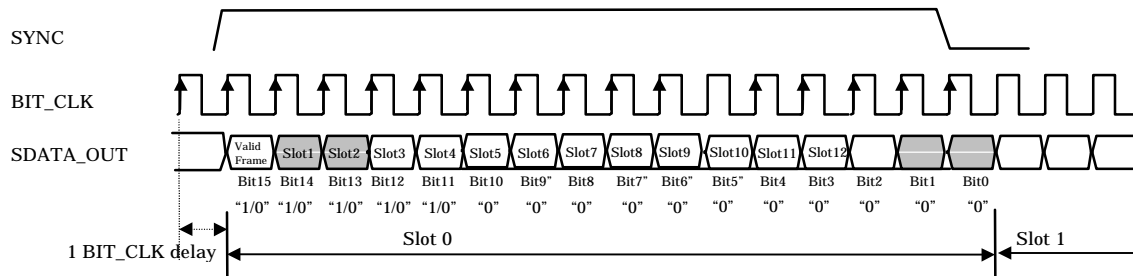 SYNC
BIT_CLK
SDATA_OUT
Valid Frame Slot1 Slot2 Slot3 Slot4 Slot5 Slot6 Slot7 Slot8 Slot9 Slot10 Slot11 Slot12
Bit15 Bit14 Bit13 Bit12 Bit11 Bit10 Bit9” Bit8 Bit7” Bit6” Bit5” Bit4 Bit3 Bit2 Bit1 Bit0
“1/0” “1/0” “1/0” “1/0” “1/0” “0” “0” “0” “0” “0” “0” “0” “0” “0” “0” “0”
1 BIT_CLK delay Slot 0 Slot 1